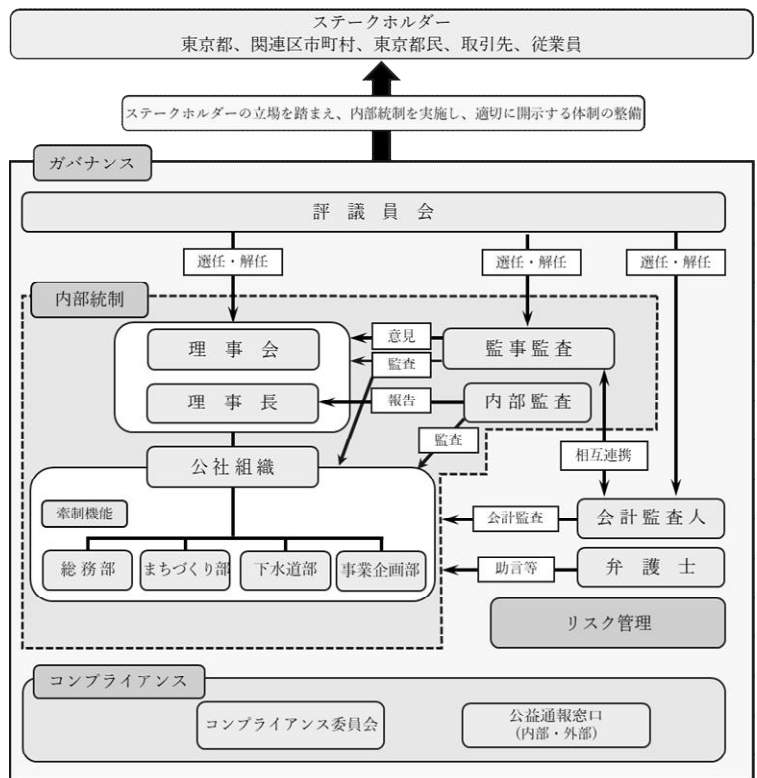 ステークホルダー
東京都、関連区市町村、東京都民、取引先、従業員
ステークホルダーの立場を踏まえ、内部統制を実施し、適切に開示する体制の整備
ガバナンス
評議員会
選任・解任
選任・解任
選任・解任
内部統制
理事会
意見
監査
監事監査
理事長
報告
内部監査
監査
公社組織
相互連携
牽制機能
会計監査
会計監査人
総務部
まちづくり部
下水道部
事業企画部
助言等
弁護士
リスク管理
コンプライアンス
コンプライアンス委員会
公益通報窓口
(内部・外部)